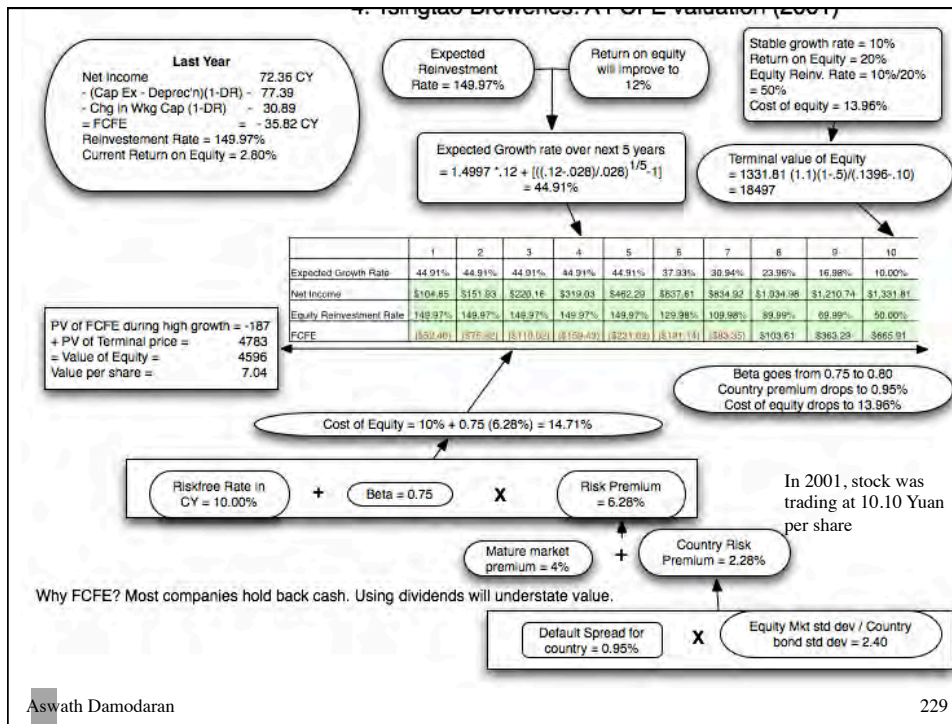 4. Tsingtao Breweries: A FCFE Valuation (2001)
Last Year
Net Income 72.36 CY
- (Cap Ex - Deprec'n)(1-DR) - 77.39
- Chg in Wkg Cap (1-DR) - 30.89
= FCFE = - 35.82 CY
Reinvestement Rate = 149.97%
Current Return on Equity = 2.80%
Expected
Reinvestment
Rate = 149.97%
Return on equity
will improve to
12%
Stable growth rate = 10%
Return on Equity = 20%
Equity Reinv. Rate = 10%/20%
= 50%
Cost of equity = 13.96%
Expected Growth rate over next 5 years
= 1.4997 *.12 + [((.12-.028)/.028)1/5-1]
= 44.91%
Terminal value of Equity
= 1331.81 (1.1)(1-.5)/(.1396-.10)
= 18497
1 2 3 4 5 6 7 8 9 10
Expected Growth Rate 44.91% 44.91% 44.91% 44.91% 44.91% 37.93% 30.94% 23.96% 16.98% 10.00%
Net Income $104.85 $151.93 $220.16 $319.03 $462.29 $637.61 $834.92 $1,034.98 $1,210.74 $1,331.81
Equity Reinvestment Rate 149.97% 149.97% 149.97% 149.97% 149.97% 129.98% 109.98% 89.99% 69.99% 50.00%
FCFE ($52.40) ($75.92) ($110.02) ($159.43) ($231.02) ($191.14) ($83.35) $103.61 $363.29 $665.91
PV of FCFE during high growth = -187
+ PV of Terminal price = 4783
= Value of Equity = 4596
Value per share = 7.04
Beta goes from 0.75 to 0.80
Country premium drops to 0.95%
Cost of equity drops to 13.96%
Cost of Equity = 10% + 0.75 (6.28%) = 14.71%
Riskfree Rate in
CY = 10.00%
+
Beta = 0.75
X
Risk Premium
= 6.28%
In 2001, stock was
trading at 10.10 Yuan
per share
Mature market
premium = 4%
+
Country Risk
Premium = 2.28%
Why FCFE? Most companies hold back cash. Using dividends will understate value.
Default Spread for
country = 0.95%
X
Equity Mkt std dev / Country
bond std dev = 2.40
Aswath Damodaran
229